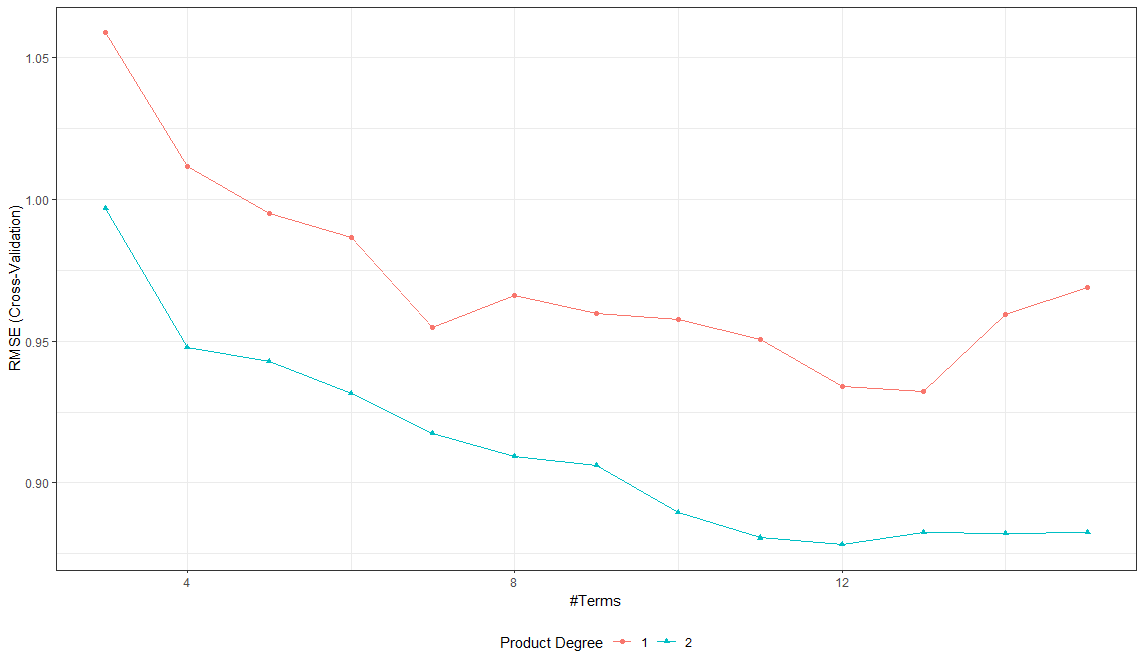 1.05
1.00
0.95
0.90
RMSE (Cross-Validation)
4 8 12
#Terms
Product Degree 1 2